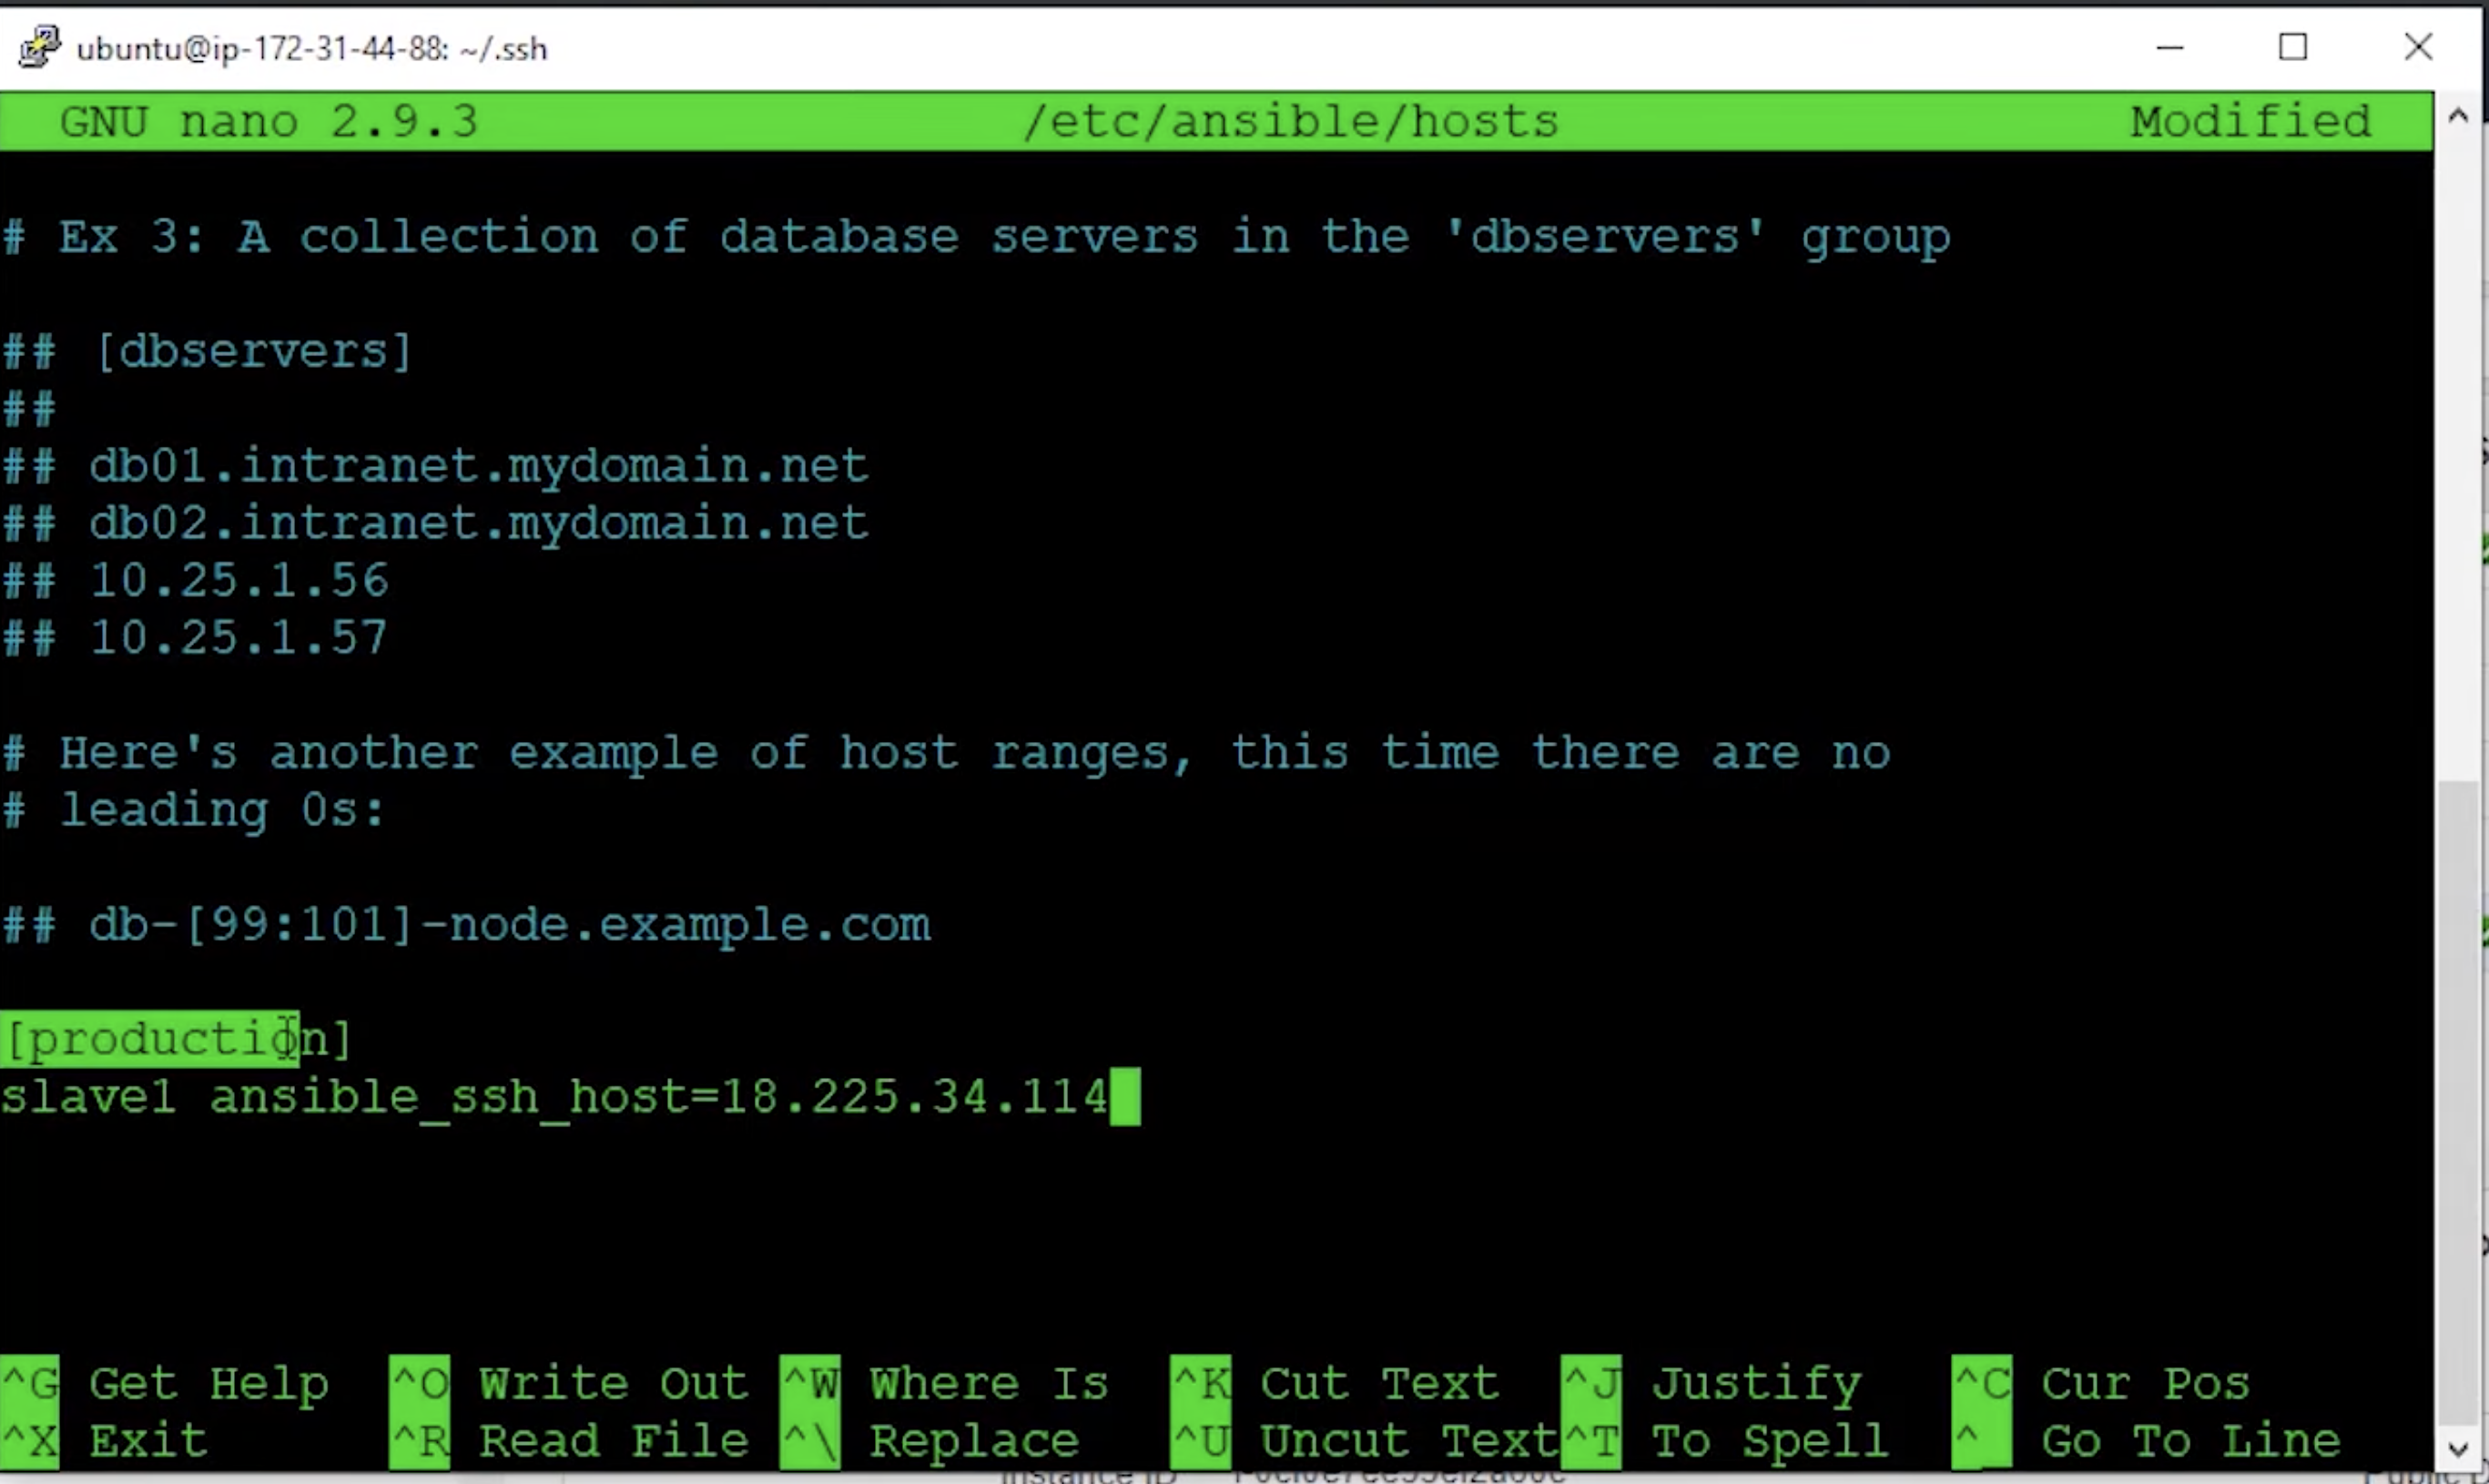 ubuntu@ip-172-31-44-88: ~/.ssh
GNU nano 2.9.3 /etc/ansible/hosts Modified
# Ex 3: A collection of database servers in the 'dbservers' group
## [dbservers]
##
## db01.intranet.mydomain.net
## db02.intranet.mydomain.net
## 10.25.1.56
## 10.25.1.57
# Here's another example of host ranges, this time there are no
# leading 0s:
## db-[99:101]-node.example.com
[production]
slave1 ansible_ssh_host=18.225.34.114
^G Get Help ^O Write Out ^W Where Is ^K Cut Text ^J Justify ^C Cur Pos
^X Exit ^R Read File ^\ Replace ^U Uncut Text ^T To Spell ^_ Go To Line